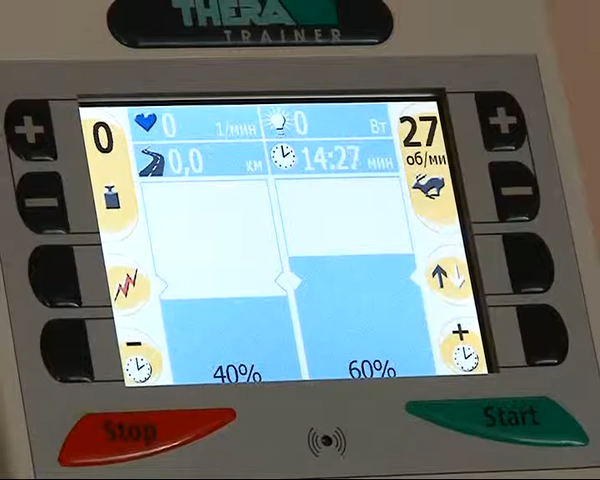 THERA
TRAINER
0
0 1/мин
0 Вт
27
об/ми
0,0 км
14:27 мин
40%
60%
Stop
Start